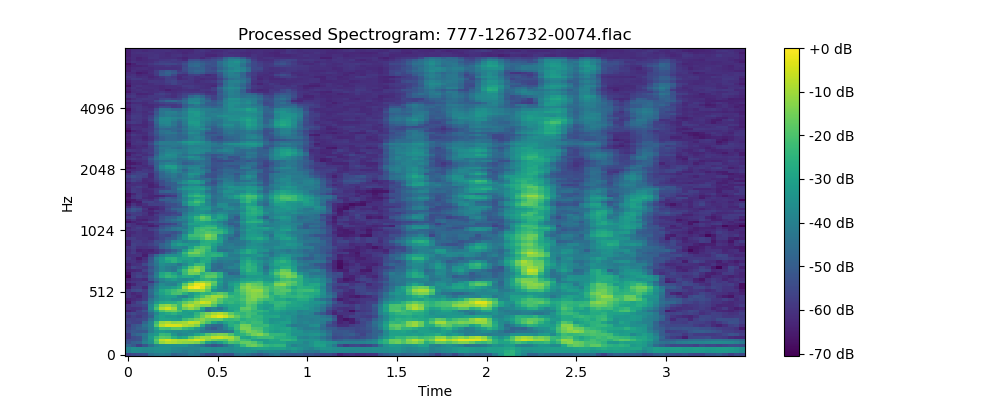 Processed Spectrogram: 777-126732-0074.flac
+0 dB
-10 dB
-20 dB
-30 dB
-40 dB
-50 dB
-60 dB
-70 dB
4096
2048
1024
512
0
Hz
0
0.5
1
1.5
2
2.5
3
Time